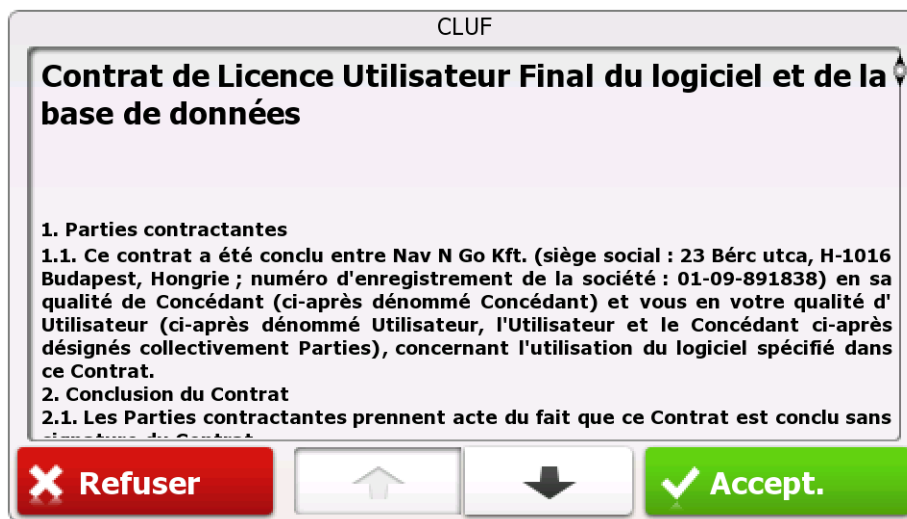 CLUF
Contrat de Licence Utilisateur Final du logiciel et de la
base de données
1. Parties contractantes
1.1. Ce contrat a été conclu entre Nav N Go Kft. (siège social : 23 Bérc utca, H-1016
Budapest, Hongrie ; numéro d'enregistrement de la société : 01-09-891838) en sa
qualité de Concédant (ci-après dénommé Concédant) et vous en votre qualité d'
Utilisateur (ci-après dénommé Utilisateur, l'Utilisateur et le Concédant ci-après
désignés collectivement Parties), concernant l'utilisation du logiciel spécifié dans
ce Contrat.
2. Conclusion du Contrat
2.1. Les Parties contractantes prennent acte du fait que ce Contrat est conclu sans
signature du Contrat.
Refuser
Accept.